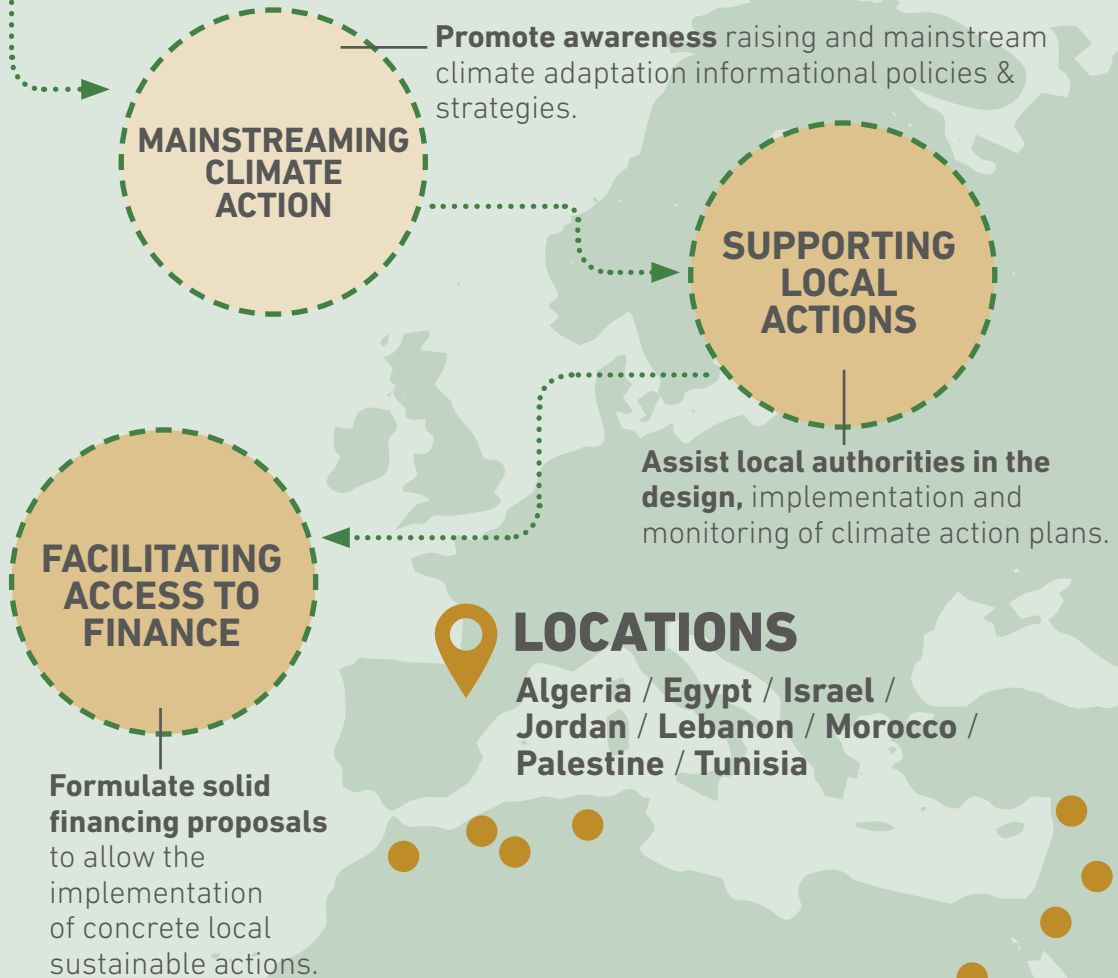 Promote awareness raising and mainstream
climate adaptation informational policies &
strategies.
MAINSTREAMING
CLIMATE
ACTION
SUPPORTING
LOCAL
ACTIONS
Assist local authorities in the
design, implementation and
monitoring of climate action plans.
FACILITATING
ACCESS TO
FINANCE
Formulate solid
financing proposals
to allow the
implementation
of concrete local
sustainable actions.
LOCATIONS
Algeria / Egypt / Israel /
Jordan / Lebanon / Morocco /
Palestine / Tunisia